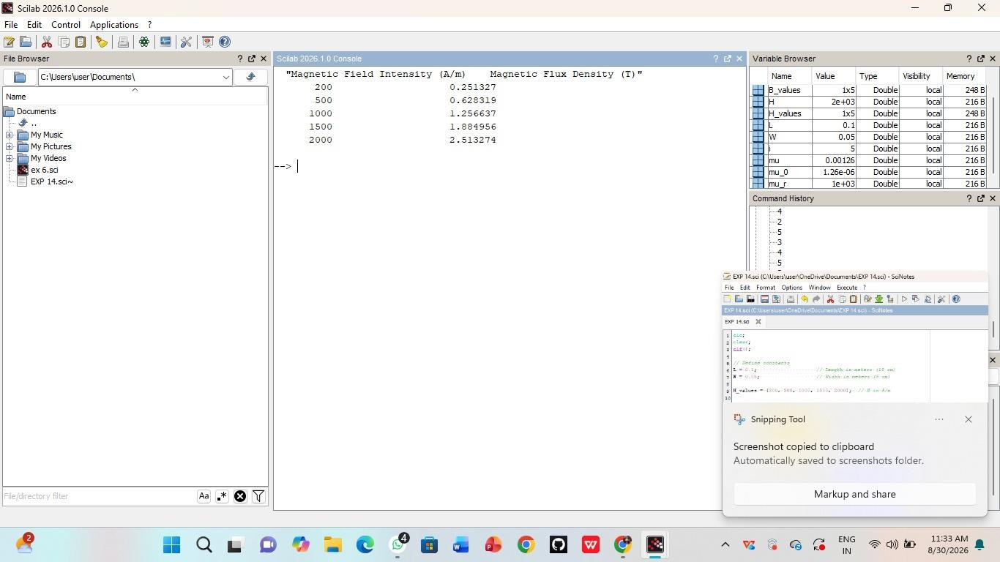 Scilab 2026.1.0 Console
File Edit Control Applications ?
File Browser ?
C:\Users\user\Documents\
Name
Documents
..
My Music
My Pictures
My Videos
ex 6.sci
EXP 14.sci~
File/directory filter
Aa .*
Scilab 2026.1.0 Console ?
"Magnetic Field Intensity (A/m)    Magnetic Flux Density (T)"
200 0.251327
500 0.628319
1000 1.256637
1500 1.884956
2000 2.513274
-->
Variable Browser ?
Name Value Type Visibility Memory
B_values 1x5 Double local 248 B
H 2e+03 Double local 216 B
H_values 1x5 Double local 248 B
L 0.1 Double local 216 B
W 0.05 Double local 216 B
i 5 Double local 216 B
mu 0.00126 Double local 216 B
mu_0 1.26e-06 Double local 216 B
mu_r 1e+03 Double local 216 B
Command History ?
4
2
5
3
4
5
EXP 14.sci (C:\Users\user\OneDrive\Documents\EXP 14.sci) - SciNotes
File Edit Format Options Window Execute ?
EXP 14.sci (C:\Users\user\OneDrive\Documents\EXP 14.sci) - SciNotes
EXP 14.sci
1 clc;
2 clear;
3 clf();
4
5 // Define constants
6 L = 0.1; // Length in meters (10 cm)
7 W = 0.05; // Width in meters (5 cm)
8
9 H_values = [200, 500, 1000, 1500, 2000]; // H in A/m
10
Snipping Tool ...
Screenshot copied to clipboard
Automatically saved to screenshots folder.
Markup and share
2
4
ENG
IN
11:33 AM
8/30/2026